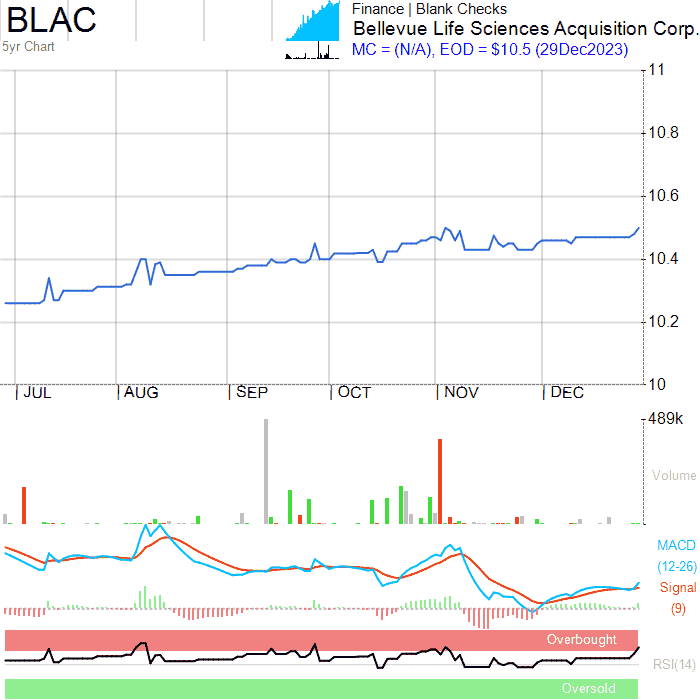 BLAC
5yr Chart
Finance | Blank Checks
Bellevue Life Sciences Acquisition Corp.
MC = (N/A), EOD = $10.5 (29Dec2023)
11
10.8
10.6
10.4
10.2
10
JUL AUG SEP OCT NOV DEC
489k
Volume
MACD
(12-26)
Signal
(9)
Overbought
RSI(14)
Oversold